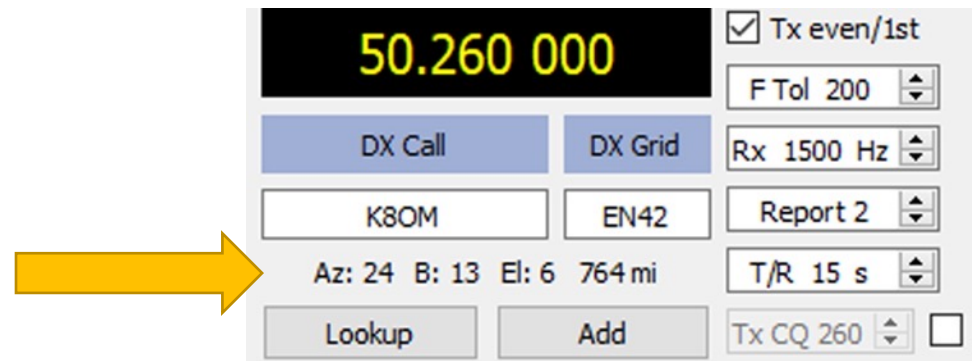 50.260 000
DX Call DX Grid
K8OM EN42
Az: 24 B: 13 El: 6 764 mi
Lookup Add
Tx even/1st
F Tol 200
Rx 1500 Hz
Report 2
T/R 15 s
Tx CQ 260